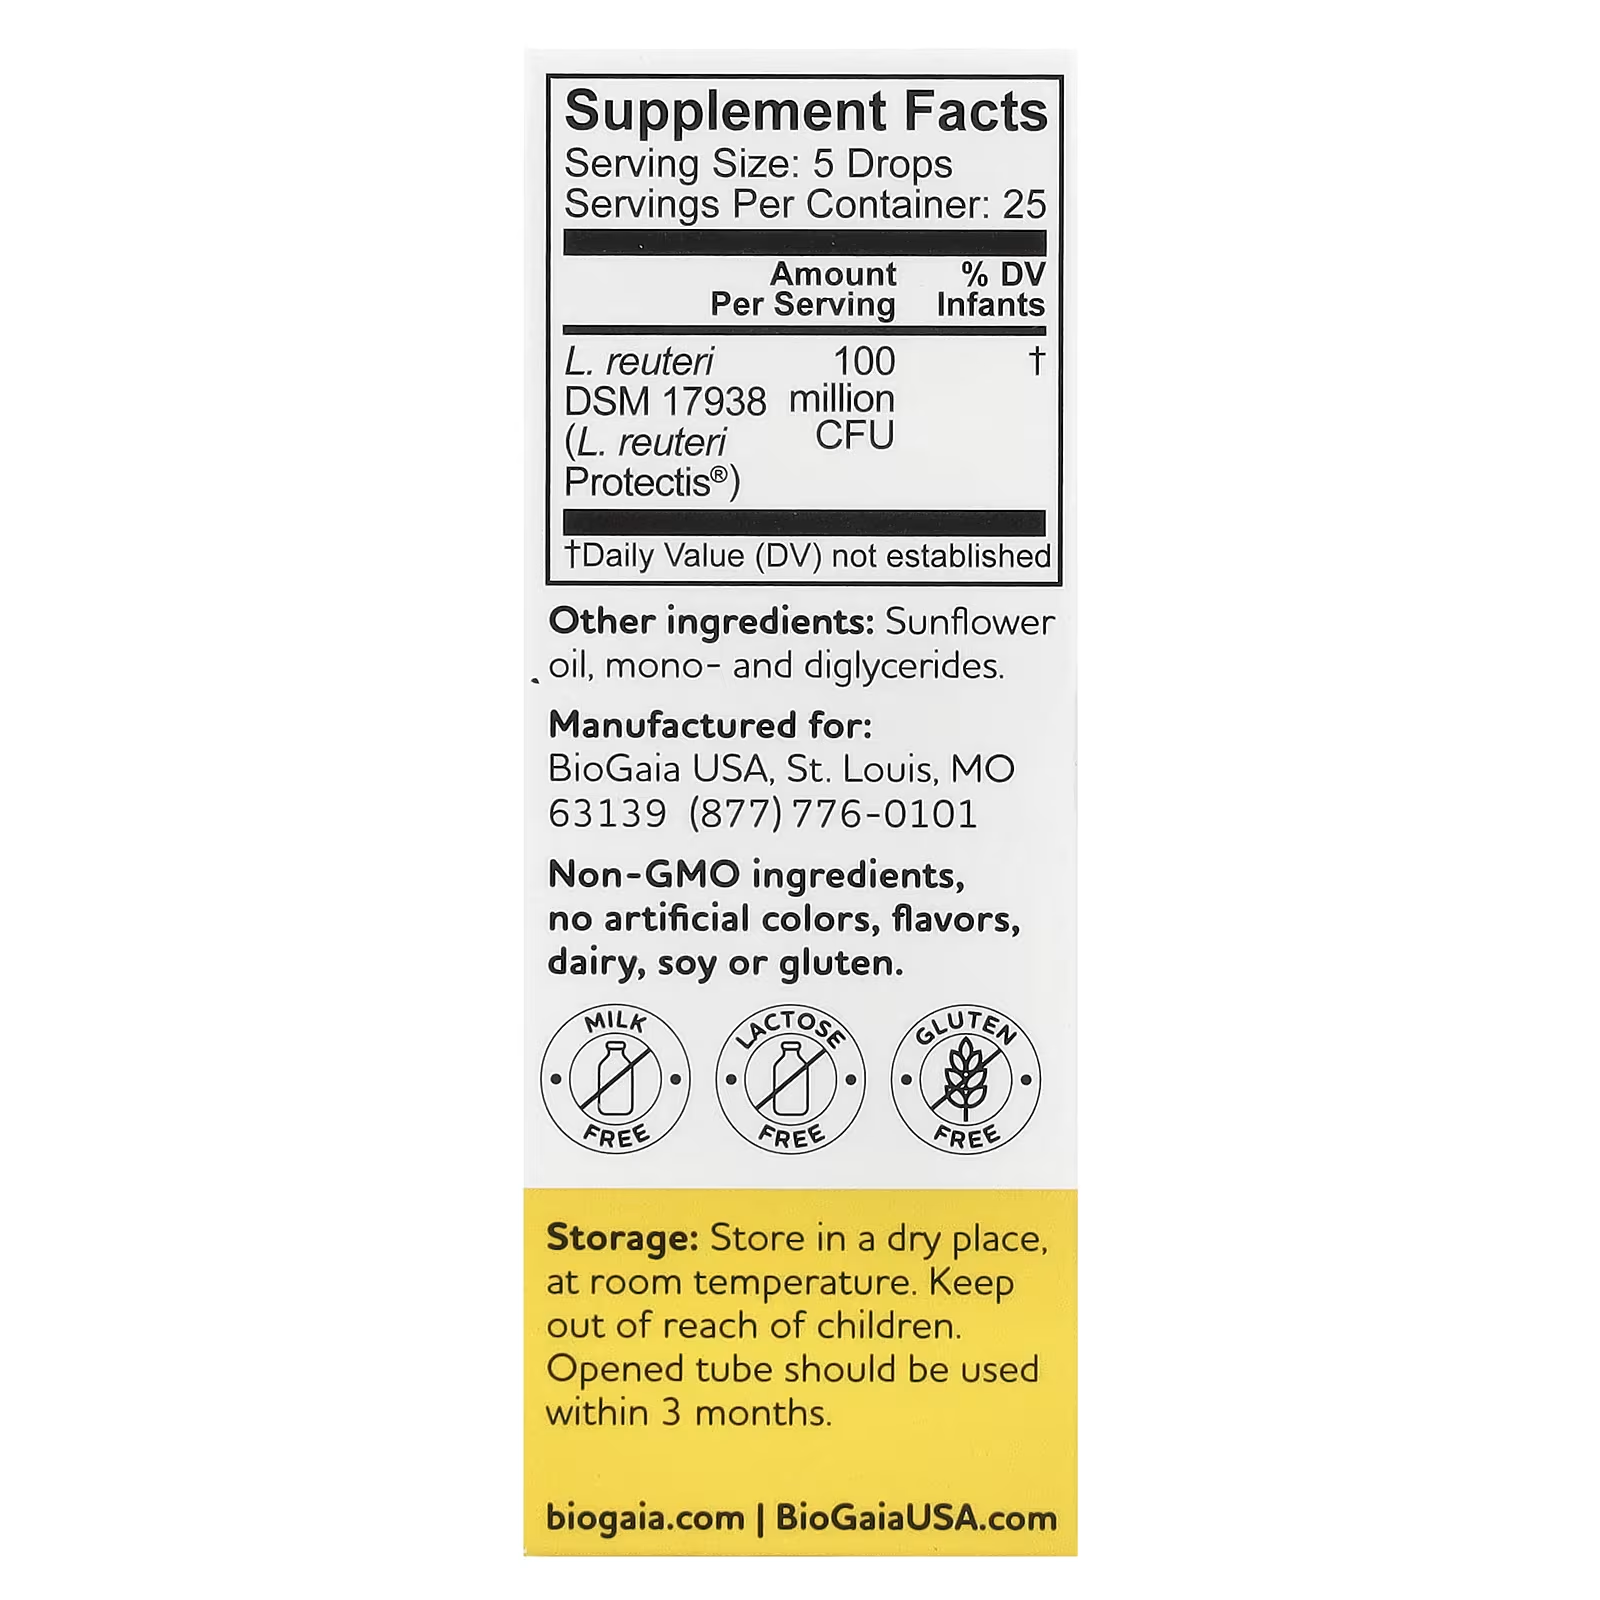 Supplement Facts
Serving Size: 5 Drops
Servings Per Container: 25
Amount Per Serving
% DV Infants
L. reuteri DSM 17938 (L. reuteri Protectis®)
100 million CFU
†
†Daily Value (DV) not established
Other ingredients: Sunflower
oil, mono- and diglycerides.
Manufactured for:
BioGaia USA, St. Louis, MO
63139 (877) 776-0101
Non-GMO ingredients,
no artificial colors, flavors,
dairy, soy or gluten.
MILK FREE
LACTOSE FREE
GLUTEN FREE
Storage: Store in a dry place,
at room temperature. Keep
out of reach of children.
Opened tube should be used
within 3 months.
biogaia.com | BioGaiaUSA.com